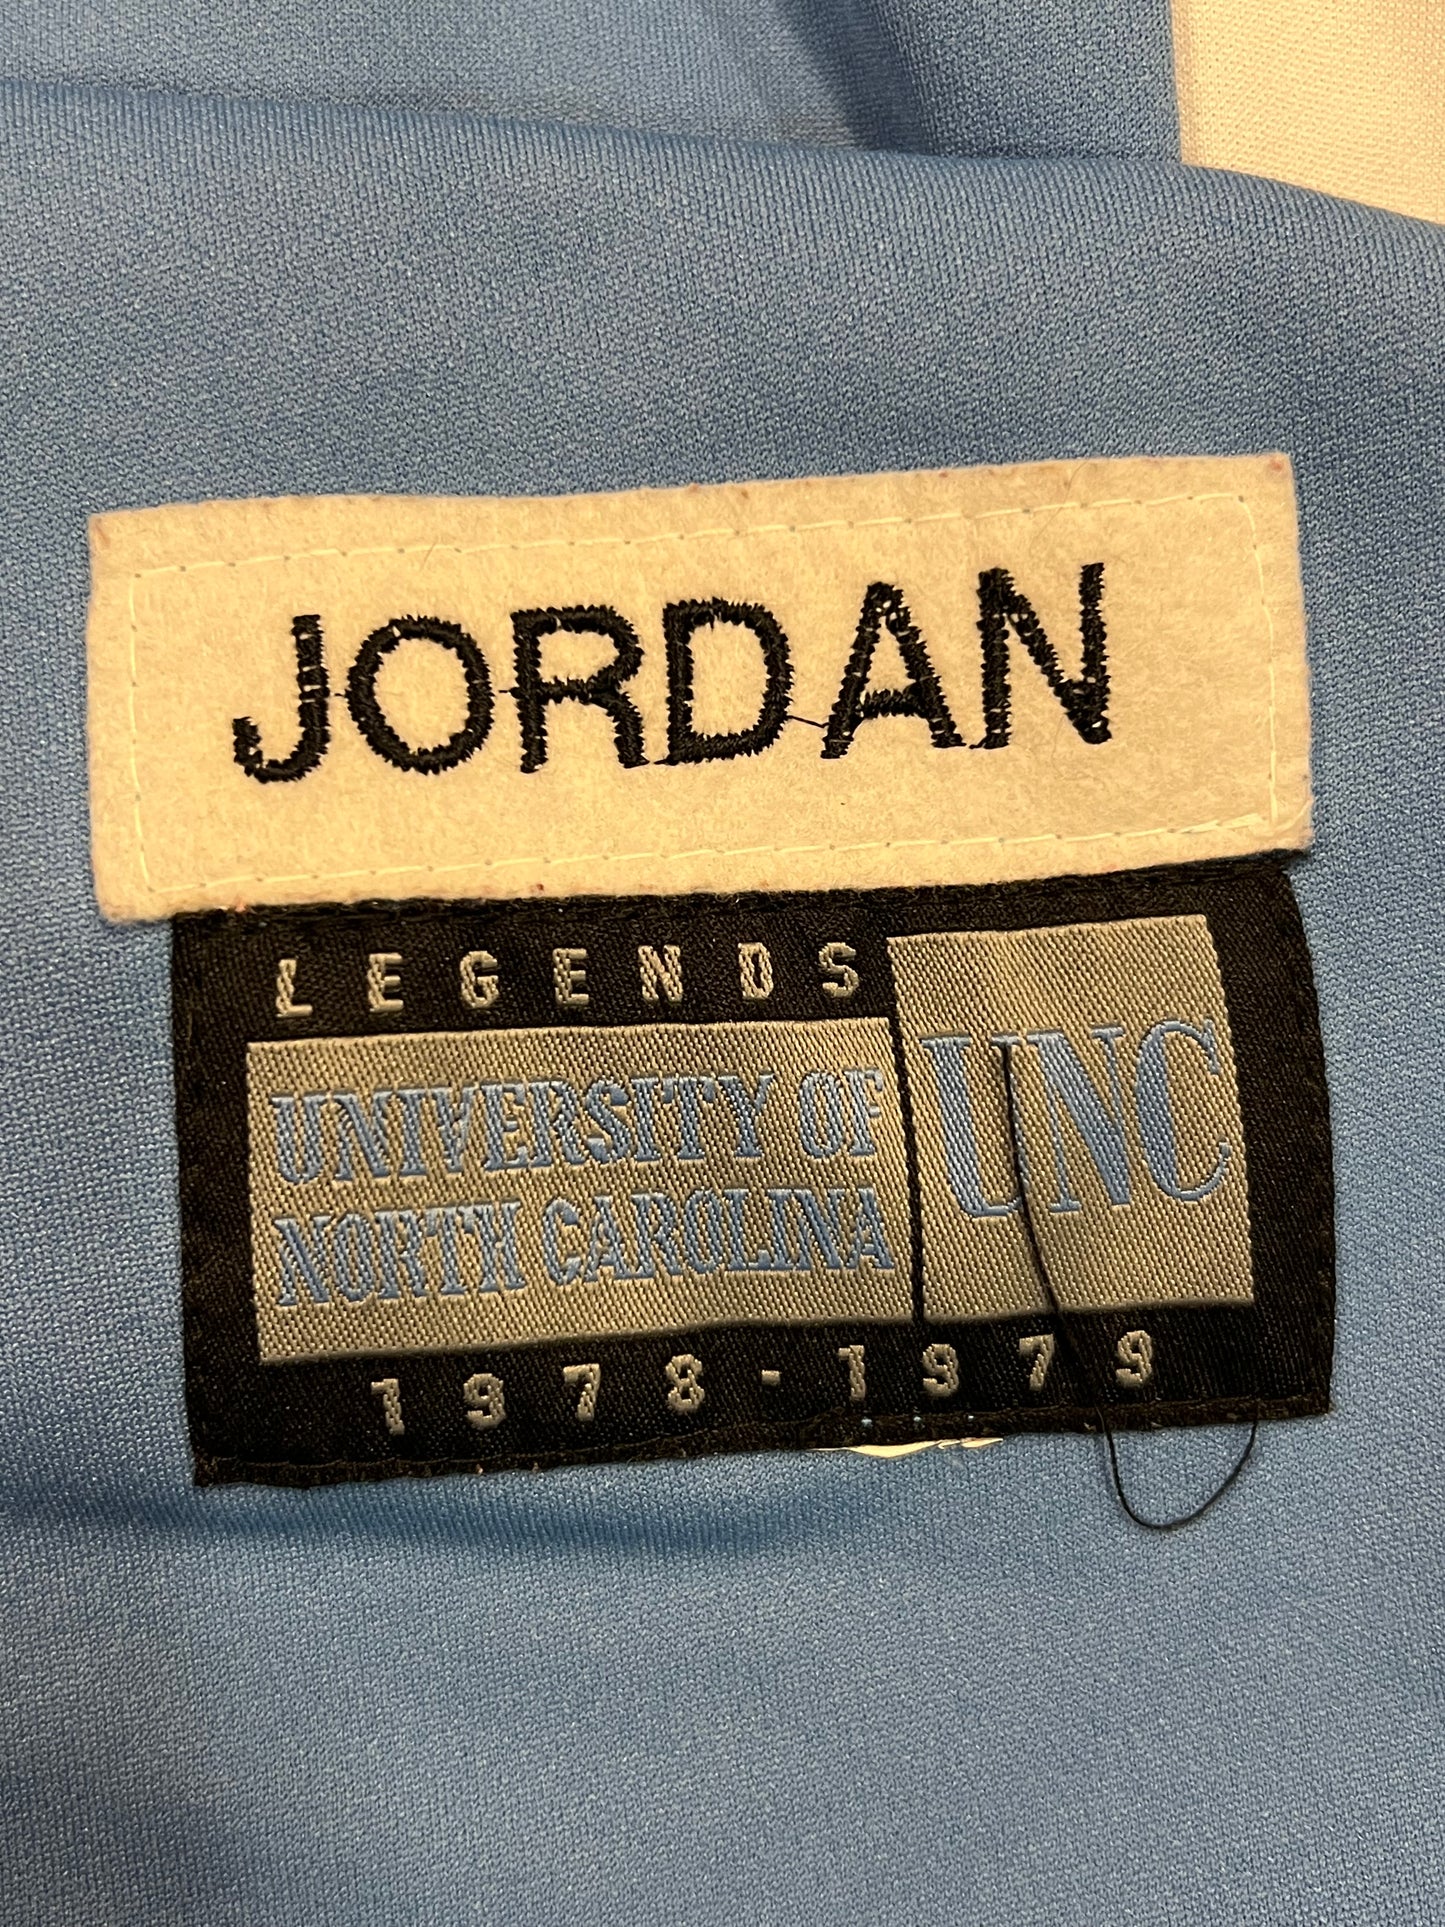 JORDAN
LEGENDS
UNIVERSITY OF
NORTH CAROLINA
UNC
1978-1979